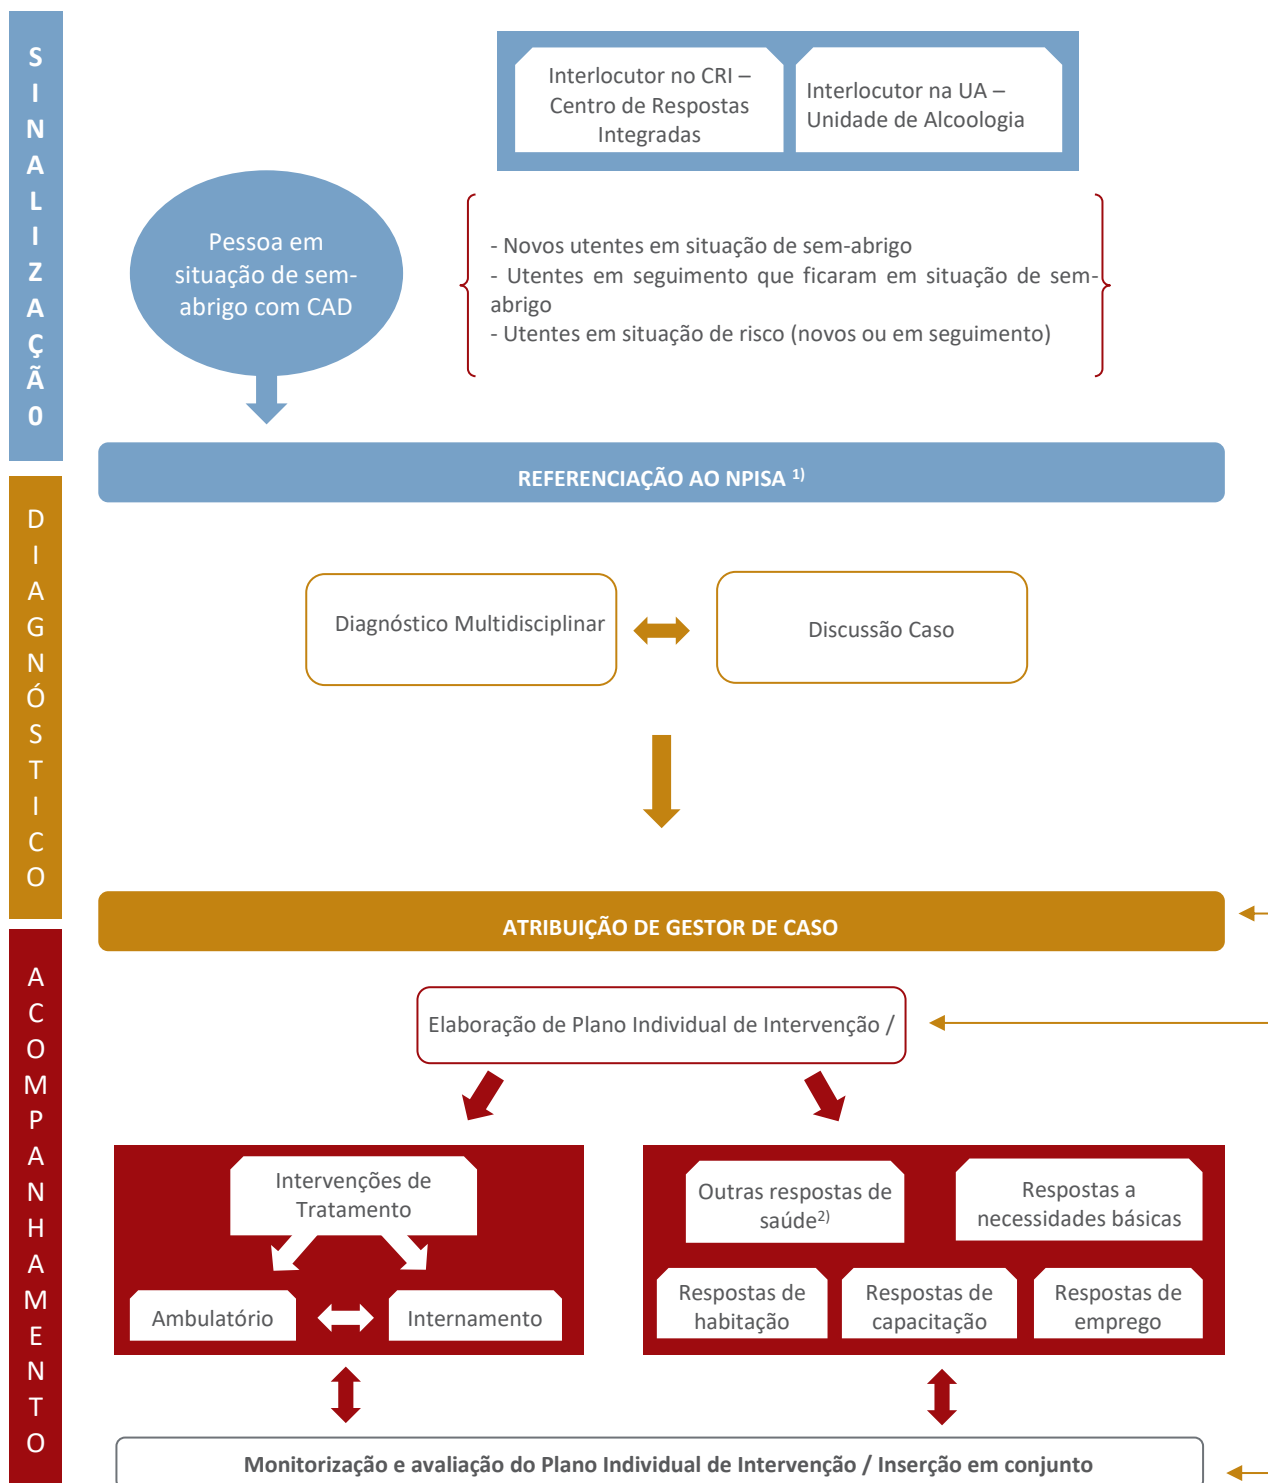 SINALIZAÇÃ0
Interlocutor no CRI –
Centro de Respostas
Integradas
Interlocutor na UA –
Unidade de Alcoologia
Pessoa em
situação de sem-
abrigo com CAD
- Novos utentes em situação de sem-abrigo
- Utentes em seguimento que ficaram em situação de sem-
abrigo
- Utentes em situação de risco (novos ou em seguimento)
REFERENCIAÇÃO AO NPISA 1)
DIAGNÓSTICO
Diagnóstico Multidisciplinar
Discussão Caso
ATRIBUIÇÃO DE GESTOR DE CASO
ACOMPANHAMENTO
Elaboração de Plano Individual de Intervenção /
Intervenções de
Tratamento
Ambulatório
Internamento
Outras respostas de
saúde2)
Respostas a
necessidades básicas
Respostas de
habitação
Respostas de
capacitação
Respostas de
emprego
Monitorização e avaliação do Plano Individual de Intervenção / Inserção em conjunto